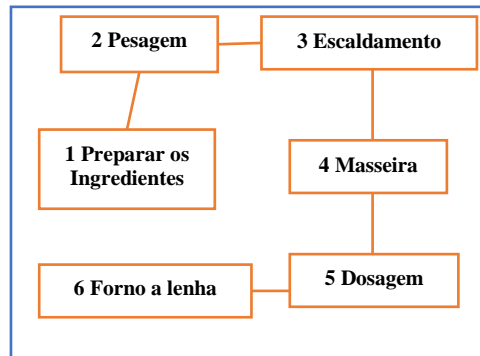 2 Pesagem
3 Escaldamento
1 Preparar os
Ingredientes
4 Masseira
5 Dosagem
6 Forno a lenha